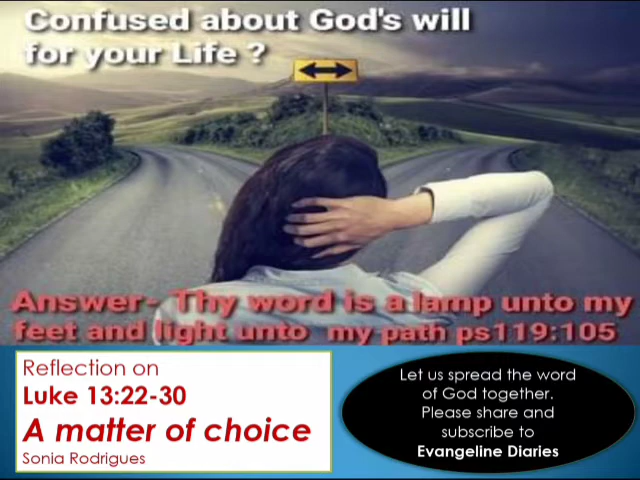 Confused about God's will
for your Life ?
Answer- Thy word is a lamp unto my
feet and light unto my path ps119:105
Reflection on
Luke 13:22-30
A matter of choice
Sonia Rodrigues
Let us spread the word
of God together.
Please share and
subscribe to
Evangeline Diaries